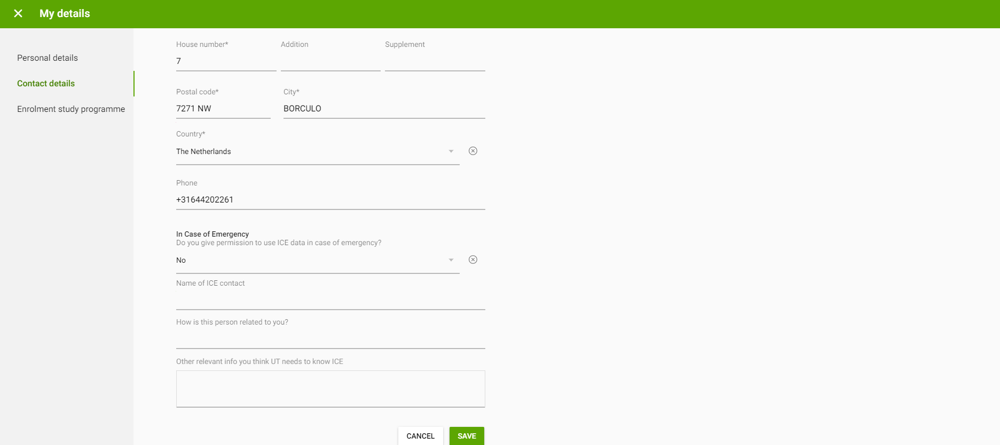 My details
Personal details
Contact details
Enrolment study programme
House number* Addition Supplement
7
Postal code* City*
7271 NW BORCULO
Country*
The Netherlands
Phone
+31644202261
In Case of Emergency
Do you give permission to use ICE data in case of emergency?
No
Name of ICE contact
How is this person related to you?
Other relevant info you think UT needs to know ICE
CANCEL SAVE